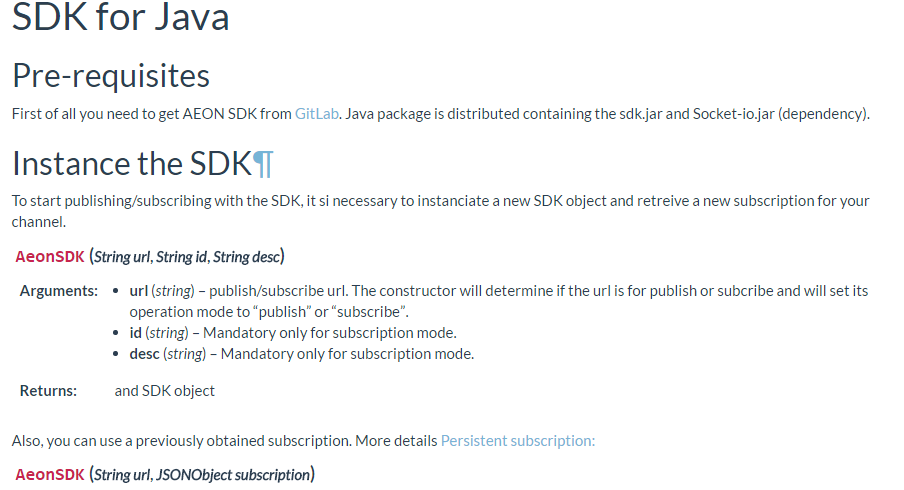 SDK for Java
Pre-requisites
First of all you need to get AEON SDK from GitLab. Java package is distributed containing the sdk.jar and Socket-io.jar (dependency).
Instance the SDK¶
To start publishing/subscribing with the SDK, it si necessary to instanciate a new SDK object and retreive a new subscription for your
channel.
AeonSDK (String url, String id, String desc)
Arguments: • url (string) – publish/subscribe url. The constructor will determine if the url is for publish or subcribe and will set its
operation mode to “publish” or “subscribe”.
• id (string) – Mandatory only for subscription mode.
• desc (string) – Mandatory only for subscription mode.
Returns: and SDK object
Also, you can use a previously obtained subscription. More details Persistent subscription:
AeonSDK (String url, JSONObject subscription)